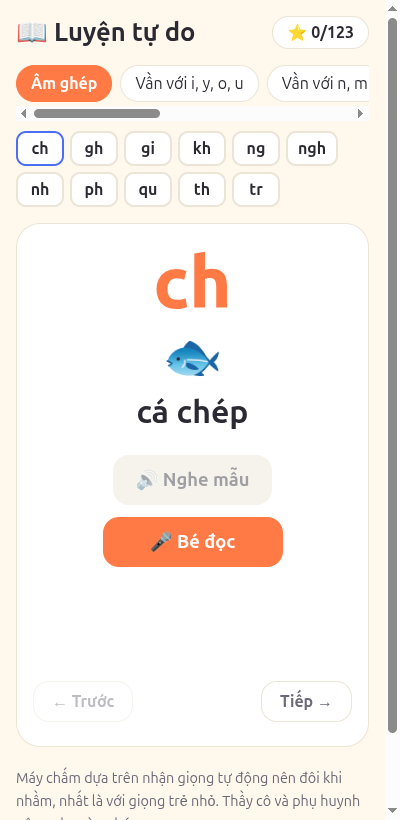 Luyện tự do
0/123
Âm ghép
Vần với i, y, o, u
Vần với n, m
ch
gh
gi
kh
ng
ngh
nh
ph
qu
th
tr
ch
cá chép
Nghe mẫu
Bé đọc
← Trước
Tiếp →
Máy chấm dựa trên nhận giọng tự động nên đôi khi
nhầm, nhất là với giọng trẻ nhỏ. Thầy cô và phụ huynh